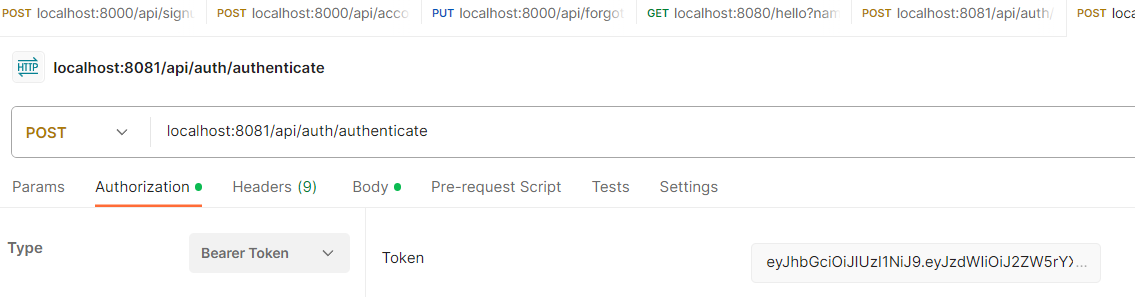 POST localhost:8000/api/signu POST localhost:8000/api/acco PUT localhost:8000/api/forgot GET localhost:8080/hello?nam POST localhost:8081/api/auth/ POST loca
HTTP localhost:8081/api/auth/authenticate
POST localhost:8081/api/auth/authenticate
Params Authorization Headers (9) Body Pre-request Script Tests Settings
Type Bearer Token Token eyJhbGciOiJIUzI1NiJ9.eyJzdWIiOiJ2ZW5rYX...